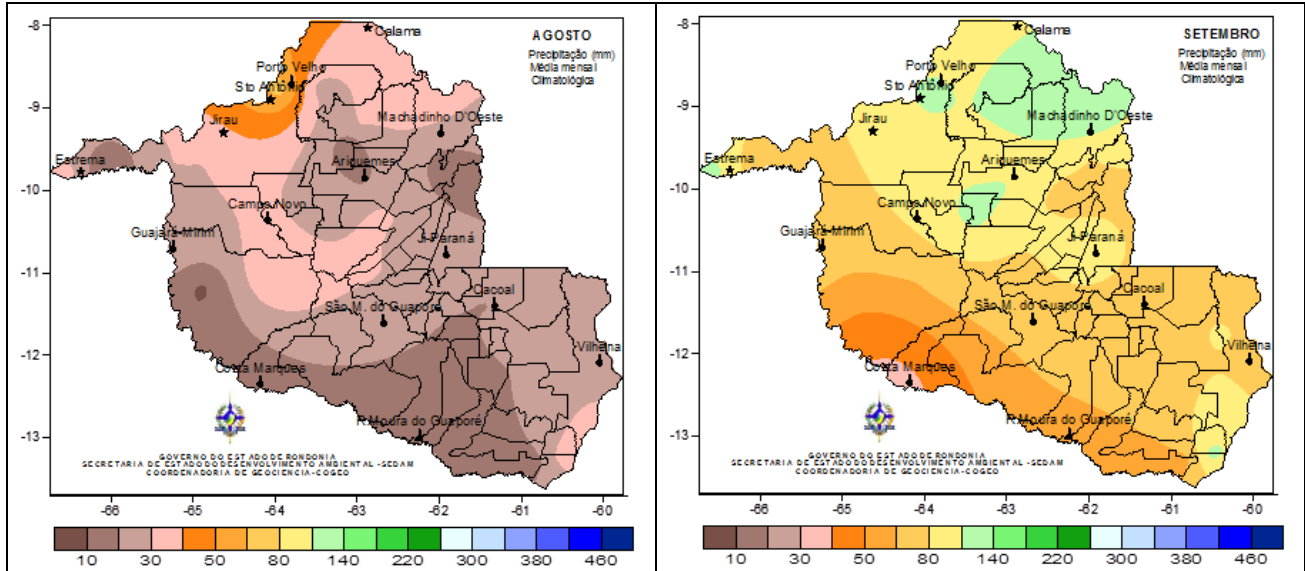 AGOSTO
Precipitação (mm)
Média mensal
Climatológica
-8
-9
-10
-11
-12
-13
Calama
Porto Velho
Sto Antônio
Jirau
Machadinho D'Oeste
Estrema
Ariquemes
Campo Novo
Guajará-Mirim
Ji-Paraná
Cacoal
São M. do Guaporé
Vilhena
Costa Marques
R.Moura do Guaporé
GOVERNO DO ESTADO DE RONDONIA
SECRETARIA DE ESTADO DO DESENVOLVIMENTO AMBIENTAL -SEDAM
COORDENADORIA DE GEOCIENCIA-COGEO
-66 -65 -64 -63 -62 -61 -60
10 30 50 80 140 220 300 380 460
SETEMBRO
Precipitação (mm)
Média mensal
Climatológica
-8
-9
-10
-11
-12
-13
Calama
Porto Velho
Sto Antônio
Jirau
Machadinho D'Oeste
Estrema
Ariquemes
Campo Novo
Guajará-Mirim
Ji-Paraná
Cacoal
São M. do Guaporé
Vilhena
Costa Marques
R.Moura do Guaporé
GOVERNO DO ESTADO DE RONDONIA
SECRETARIA DE ESTADO DO DESENVOLVIMENTO AMBIENTAL -SEDAM
COORDENADORIA DE GEOCIENCIA-COGEO
-66 -65 -64 -63 -62 -61 -60
10 30 50 80 140 220 300 380 460